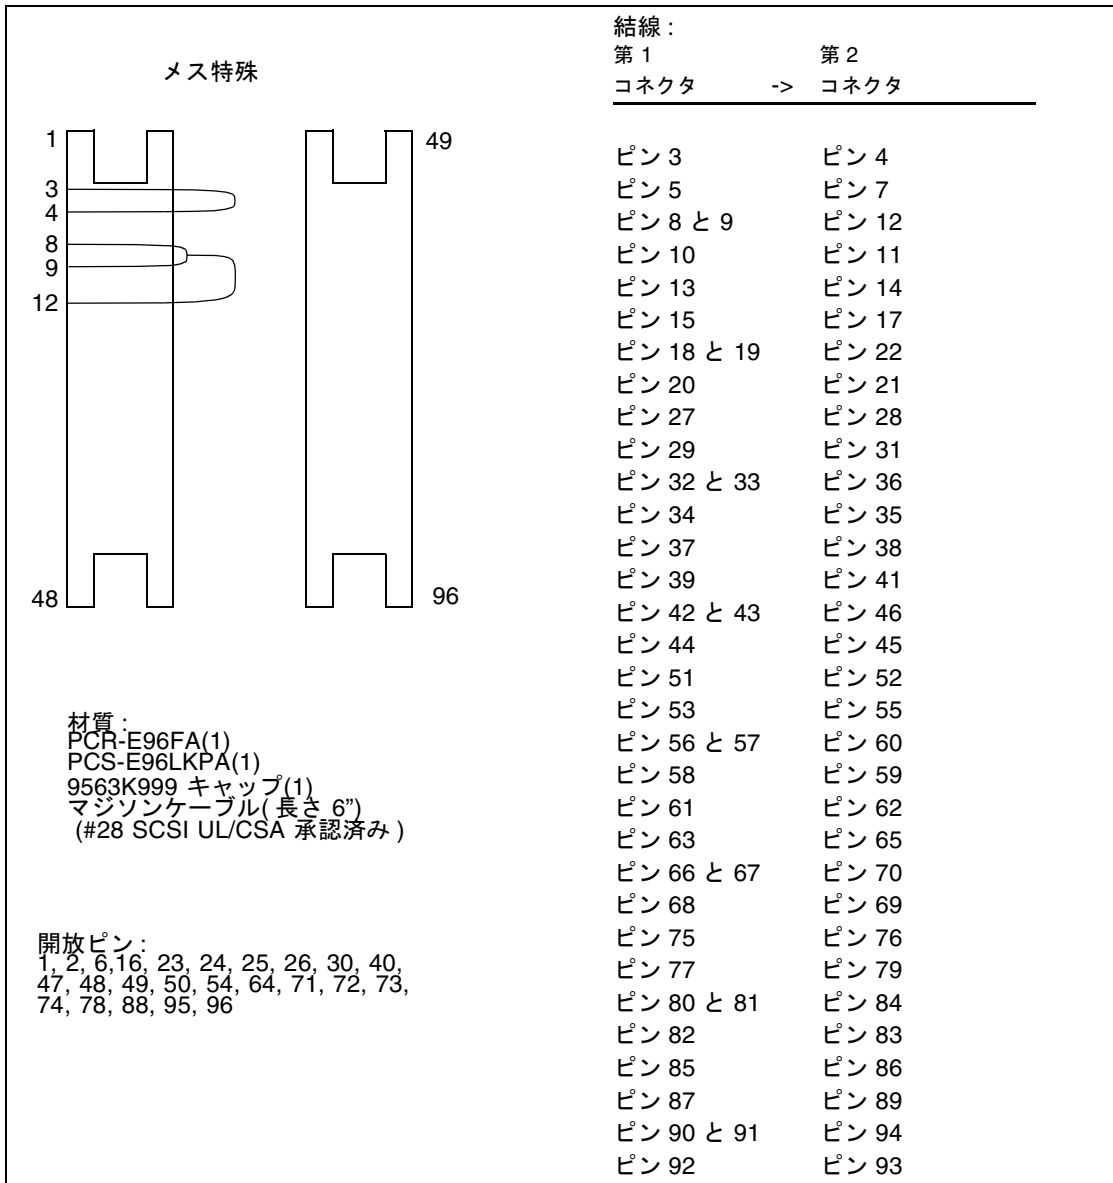 メス特殊
1
3
4
8
9
12
48
49
96
材質 :
PCR-E96FA(1)
PCS-E96LKPA(1)
9563K999 キャップ(1)
マジソンケーブル( 長さ 6”)
(#28 SCSI UL/CSA 承認済み )
開放ピン :
1, 2, 6,16, 23, 24, 25, 26, 30, 40,
47, 48, 49, 50, 54, 64, 71, 72, 73,
74, 78, 88, 95, 96
結線 :
第 1 第 2
コネクタ -> コネクタ
ピン 3 ピン 4
ピン 5 ピン 7
ピン 8 と 9 ピン 12
ピン 10 ピン 11
ピン 13 ピン 14
ピン 15 ピン 17
ピン 18 と 19 ピン 22
ピン 20 ピン 21
ピン 27 ピン 28
ピン 29 ピン 31
ピン 32 と 33 ピン 36
ピン 34 ピン 35
ピン 37 ピン 38
ピン 39 ピン 41
ピン 42 と 43 ピン 46
ピン 44 ピン 45
ピン 51 ピン 52
ピン 53 ピン 55
ピン 56 と 57 ピン 60
ピン 58 ピン 59
ピン 61 ピン 62
ピン 63 ピン 65
ピン 66 と 67 ピン 70
ピン 68 ピン 69
ピン 75 ピン 76
ピン 77 ピン 79
ピン 80 と 81 ピン 84
ピン 82 ピン 83
ピン 85 ピン 86
ピン 87 ピン 89
ピン 90 と 91 ピン 94
ピン 92 ピン 93